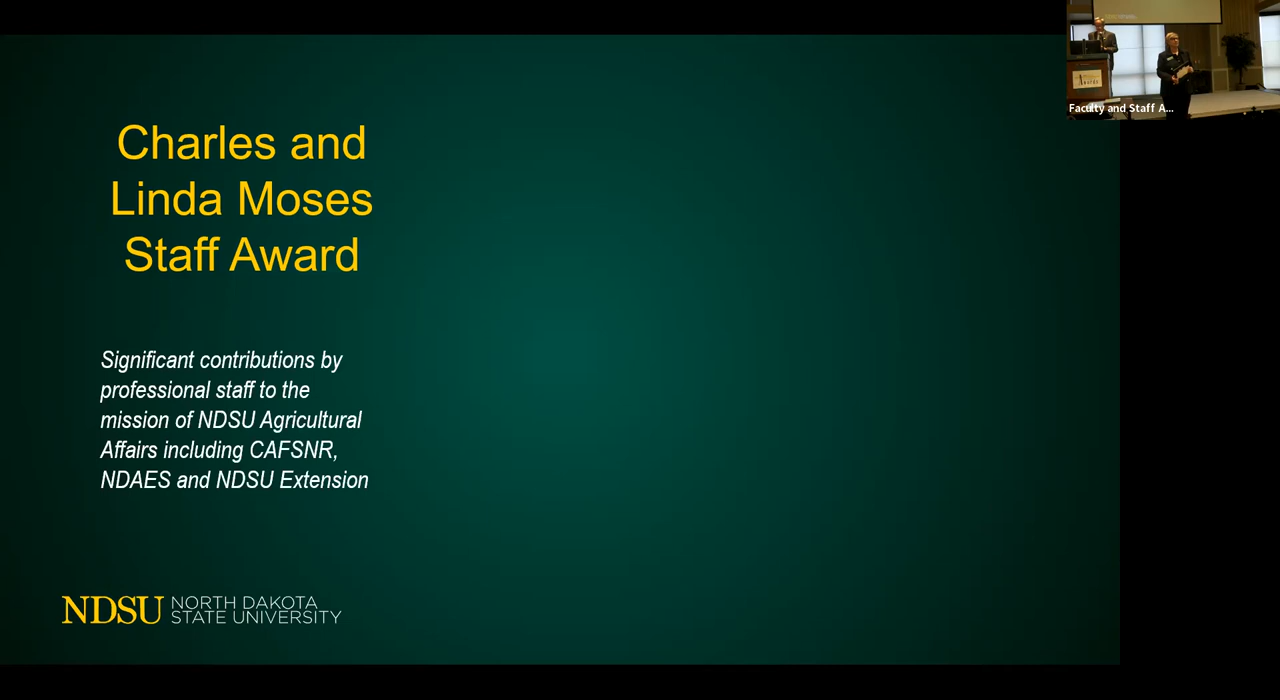 Charles and
Linda Moses
Staff Award
Significant contributions by
professional staff to the
mission of NDSU Agricultural
Affairs including CAFSNR,
NDAES and NDSU Extension
NDSU NORTH DAKOTA
STATE UNIVERSITY
Faculty and Staff A...